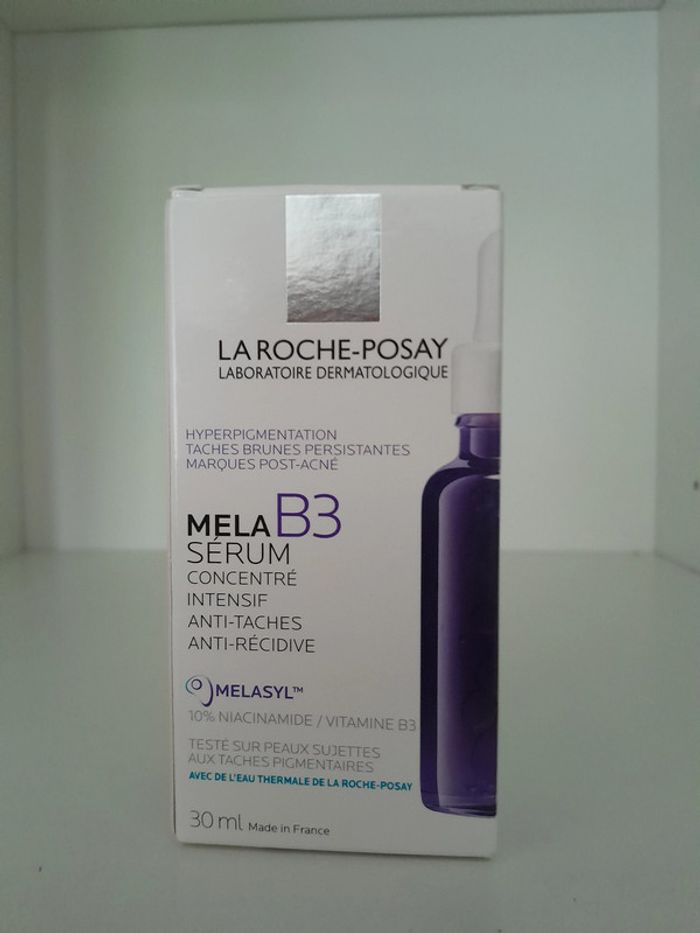 LA ROCHE-POSAY
LABORATOIRE DERMATOLOGIQUE
HYPERPIGMENTATION
TACHES BRUNES PERSISTANTES
MARQUES POST-ACNÉ
MELA B3
SÉRUM
CONCENTRÉ
INTENSIF
ANTI-TACHES
ANTI-RÉCIDIVE
MELASYL™
10% NIACINAMIDE / VITAMINE B3
TESTÉ SUR PEAUX SUJETTES
AUX TACHES PIGMENTAIRES
AVEC DE L'EAU THERMALE DE LA ROCHE-POSAY
30 ml Made in France